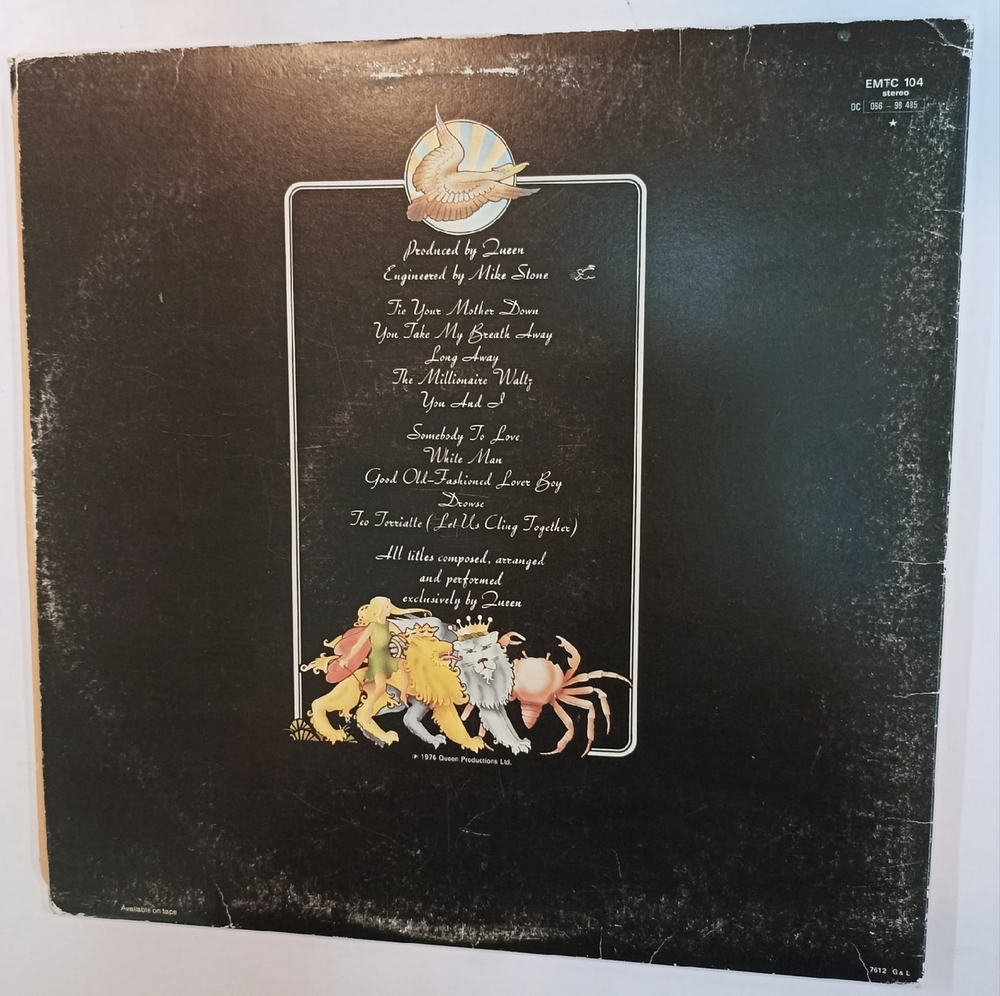 EMTC 104
stereo
OC 066 – 98 485
★
Produced by Queen
Engineered by Mike Stone
Tie Your Mother Down
You Take My Breath Away
Long Away
The Millionaire Waltz
You And I
Somebody To Love
White Man
Good Old-Fashioned Lover Boy
Drowse
Teo Torriatte (Let Us Cling Together)
All titles composed, arranged
and performed
exclusively by Queen
℗ 1976 Queen Productions Ltd.
Available on tape
7612 G & L